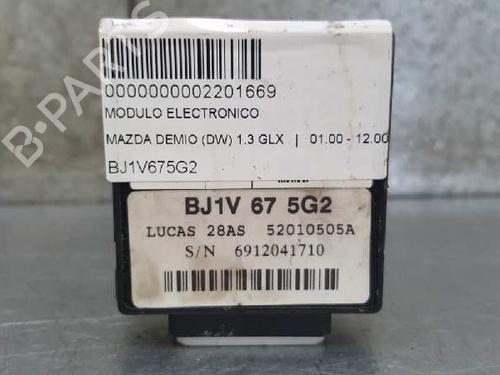 0000000002201669
MODULO ELECTRONICO
MAZDA DEMIO (DW) 1.3 GLX | 01.00 - 12.00
BJ1V675G2
BJ1V 67 5G2
LUCAS 28AS 52010505A
S/N 6912041710
B-PARTS